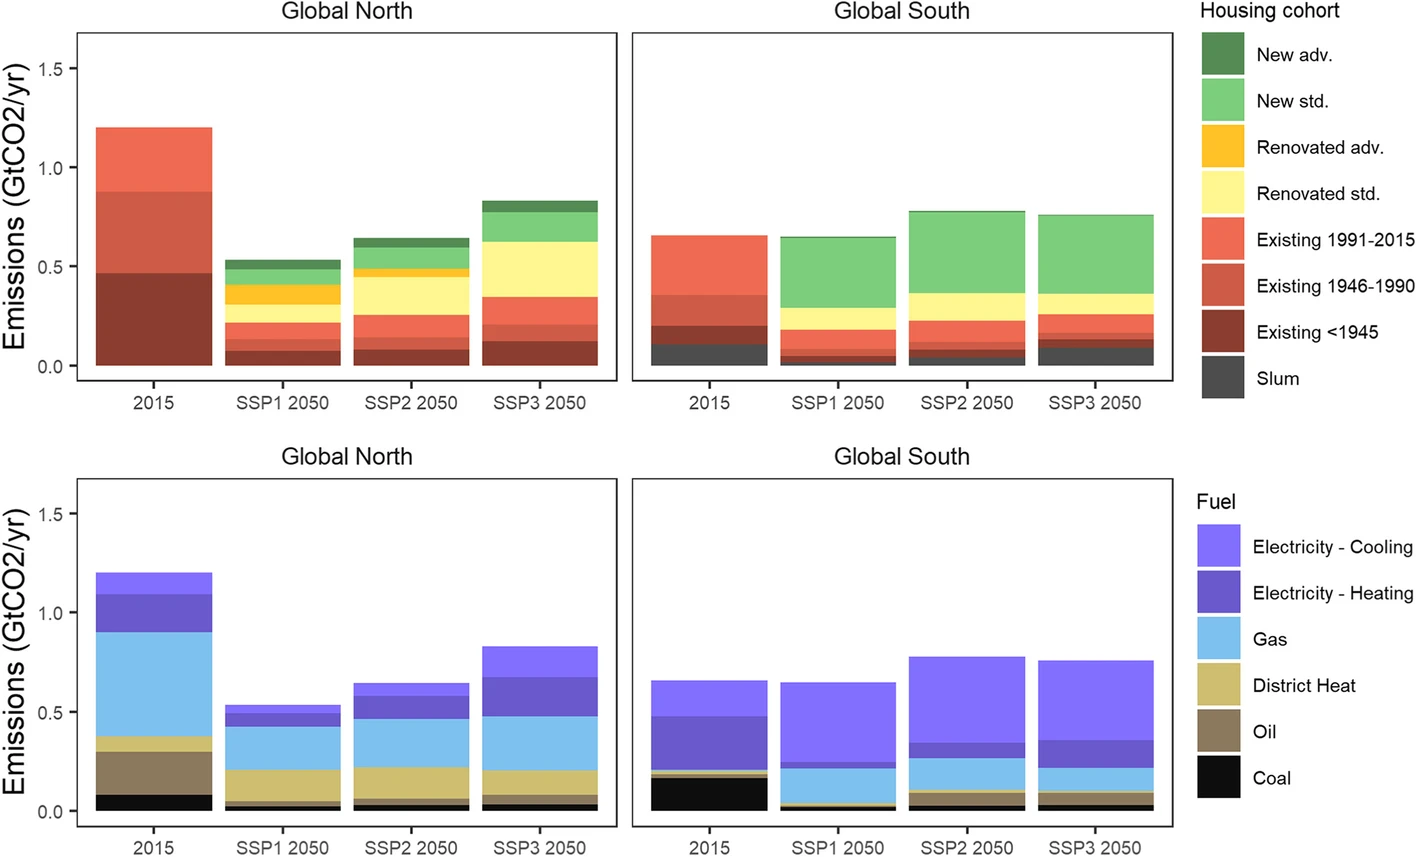 Global North
Global South
Housing cohort
Emissions (GtCO2/yr)
1.5
1.0
0.5
0.0
2015
SSP1 2050
SSP2 2050
SSP3 2050
2015
SSP1 2050
SSP2 2050
SSP3 2050
New adv.
New std.
Renovated adv.
Renovated std.
Existing 1991-2015
Existing 1946-1990
Existing <1945
Slum
Global North
Global South
Emissions (GtCO2/yr)
1.5
1.0
0.5
0.0
2015
SSP1 2050
SSP2 2050
SSP3 2050
2015
SSP1 2050
SSP2 2050
SSP3 2050
Fuel
Electricity - Cooling
Electricity - Heating
Gas
District Heat
Oil
Coal